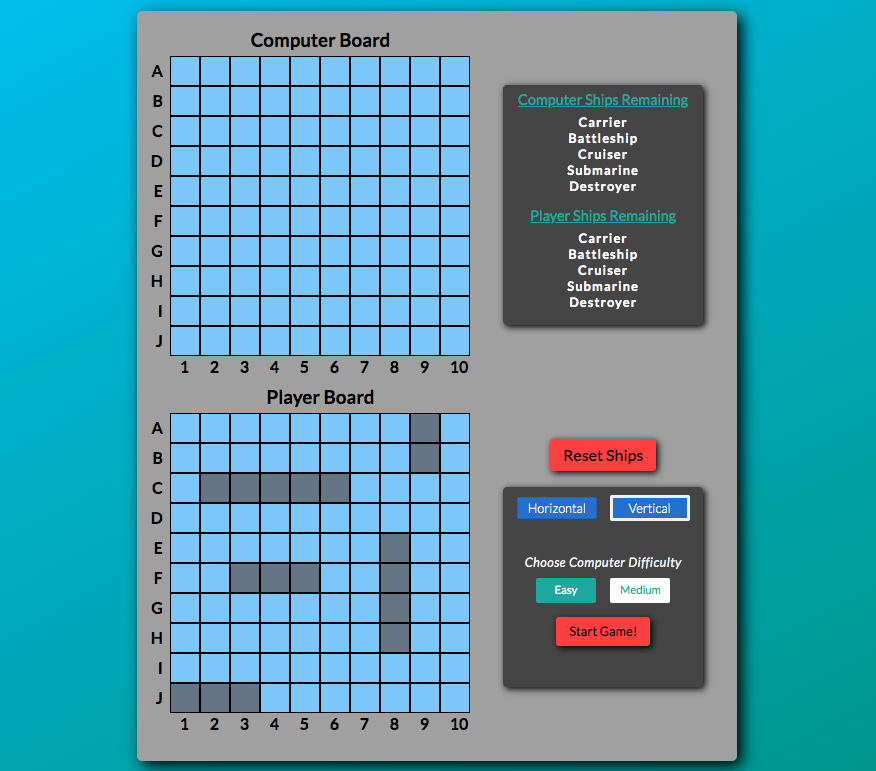 Computer Board
A
B
C
D
E
F
G
H
I
J
1 2 3 4 5 6 7 8 9 10
Computer Ships Remaining
Carrier
Battleship
Cruiser
Submarine
Destroyer
Player Ships Remaining
Carrier
Battleship
Cruiser
Submarine
Destroyer
Player Board
A
B
C
D
E
F
G
H
I
J
1 2 3 4 5 6 7 8 9 10
Reset Ships
Horizontal Vertical
Choose Computer Difficulty
Easy Medium
Start Game!